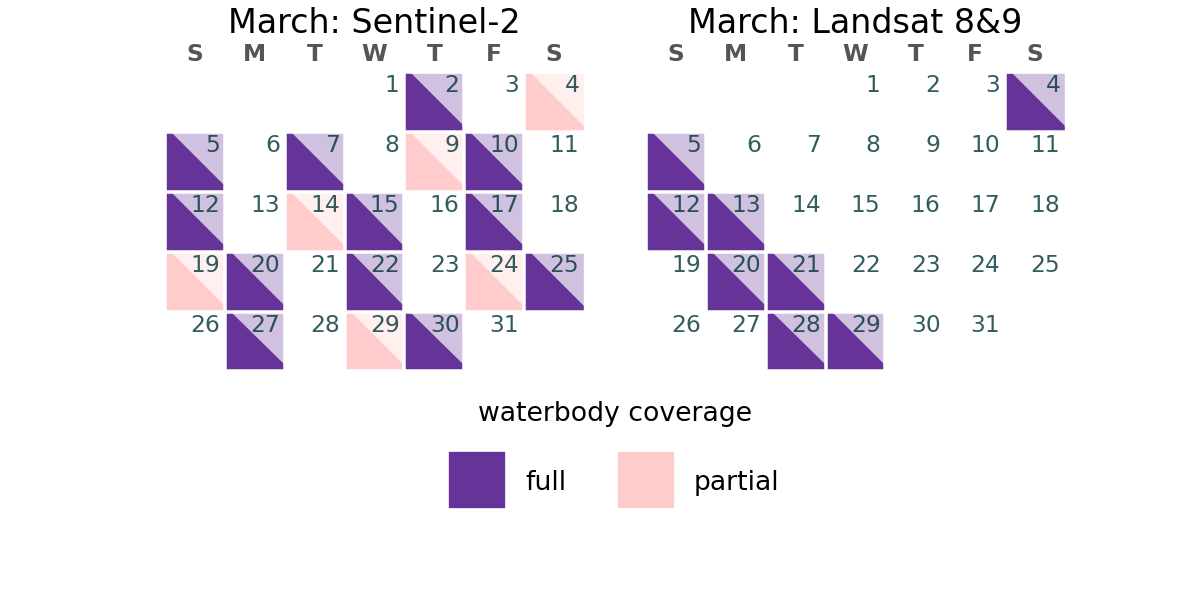 March: Sentinel-2
S M T W T F S
1 2 3 4
5 6 7 8 9 10 11
12 13 14 15 16 17 18
19 20 21 22 23 24 25
26 27 28 29 30 31
March: Landsat 8&9
S M T W T F S
1 2 3 4
5 6 7 8 9 10 11
12 13 14 15 16 17 18
19 20 21 22 23 24 25
26 27 28 29 30 31
waterbody coverage
full partial